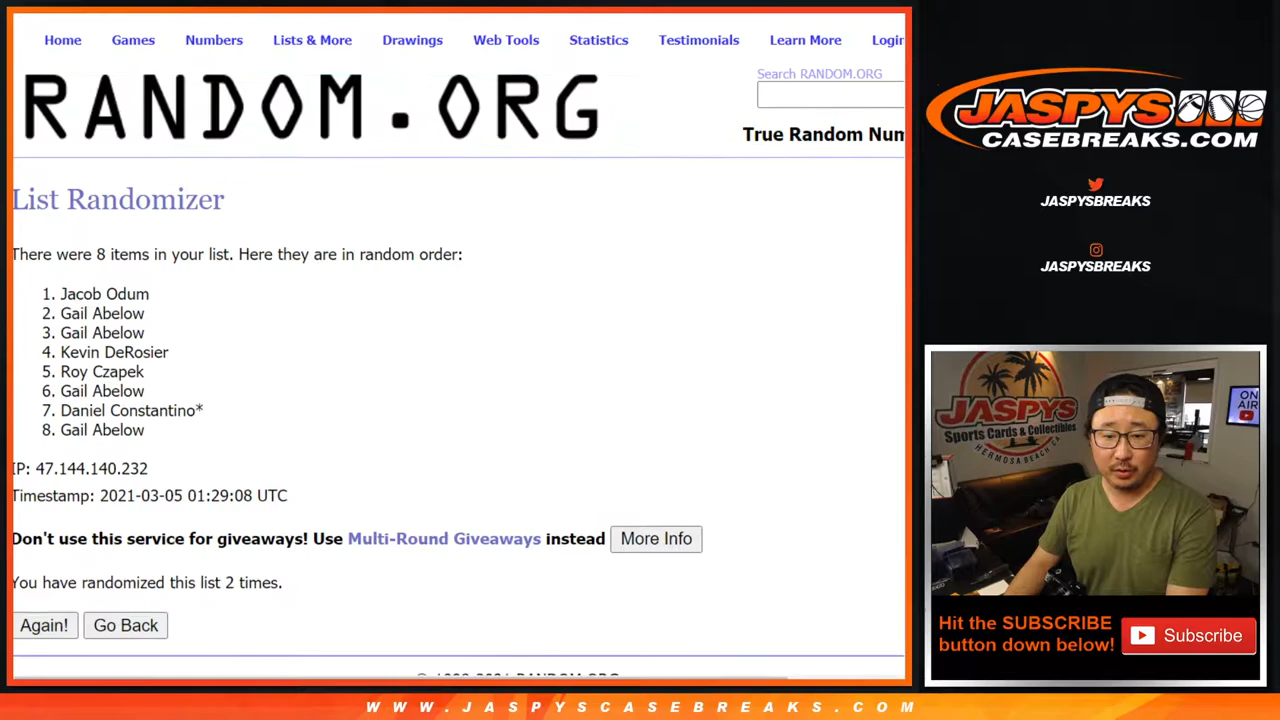 Home Games Numbers Lists & More Drawings Web Tools Statistics Testimonials Learn More Login
RANDOM.ORG
Search RANDOM.ORG
True Random Num
List Randomizer
There were 8 items in your list. Here they are in random order:
1. Jacob Odum
2. Gail Abelow
3. Gail Abelow
4. Kevin DeRosier
5. Roy Czapek
6. Gail Abelow
7. Daniel Constantino*
8. Gail Abelow
IP: 47.144.140.232
Timestamp: 2021-03-05 01:29:08 UTC
Don't use this service for giveaways! Use Multi-Round Giveaways instead More Info
You have randomized this list 2 times.
Again! Go Back
JASPYS
CASEBREAKS.COM
JASPYSBREAKS
JASPYSBREAKS
JASPYS
Sports Cards & Collectibles
HERMOSA BEACH CA
ON
AIR
Hit the SUBSCRIBE
button down below!
Subscribe
WWW.JASPYSCASEBREAKS.COM